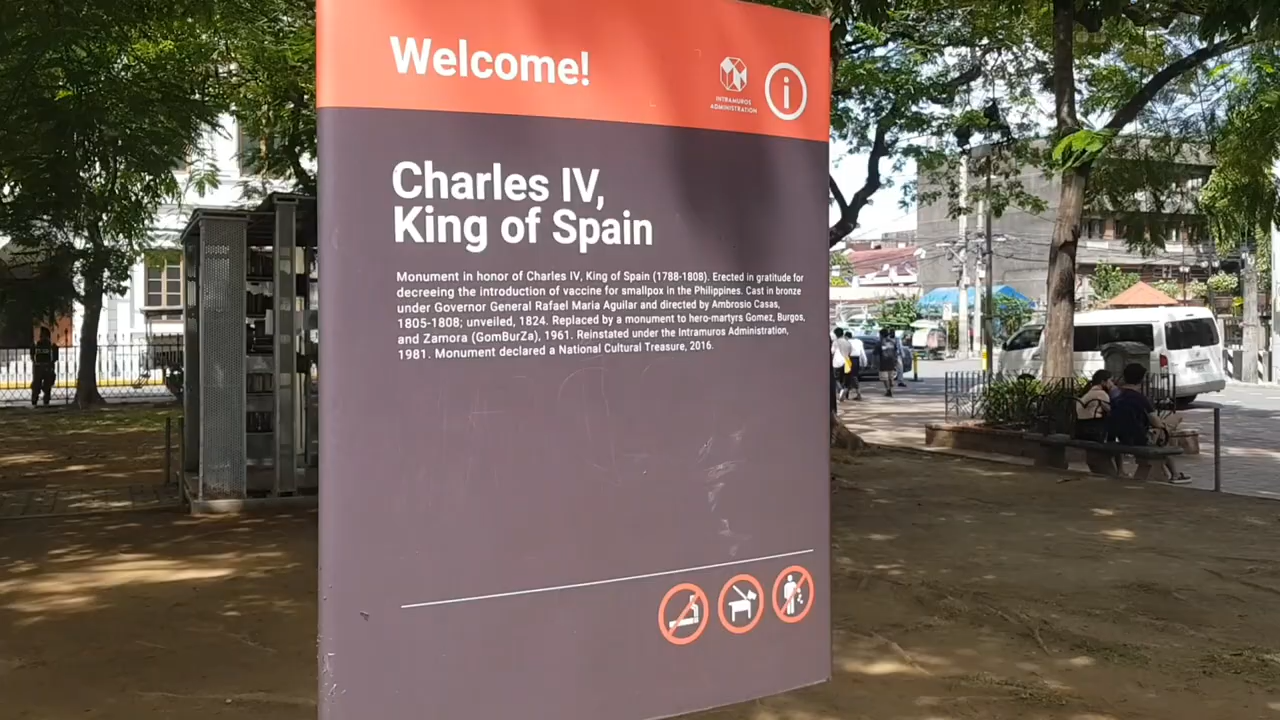 Welcome!
INTRAMUROS
ADMINISTRATION
i
Charles IV,
King of Spain
Monument in honor of Charles IV, King of Spain (1788-1808). Erected in gratitude for
decreeing the introduction of vaccine for smallpox in the Philippines. Cast in bronze
under Governor General Rafael Maria Aguilar and directed by Ambrosio Casas,
1805-1808; unveiled, 1824. Replaced by a monument to hero-martyrs Gomez, Burgos,
and Zamora (GomBurZa), 1961. Reinstated under the Intramuros Administration,
1981. Monument declared a National Cultural Treasure, 2016.